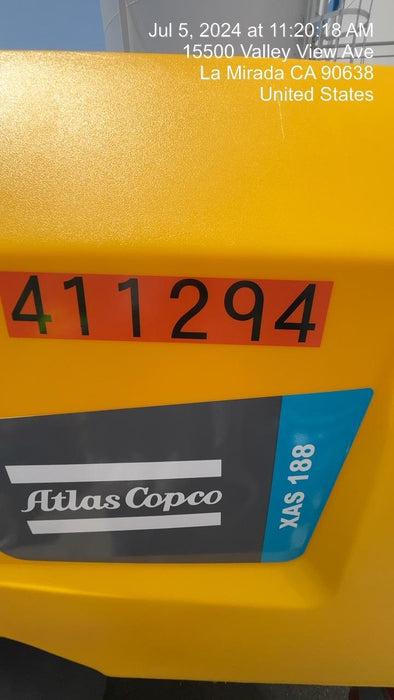 Jul 5, 2024 at 11:20:18 AM
15500 Valley View Ave
La Mirada CA 90638
United States
411294
Atlas Copco
XAS 188